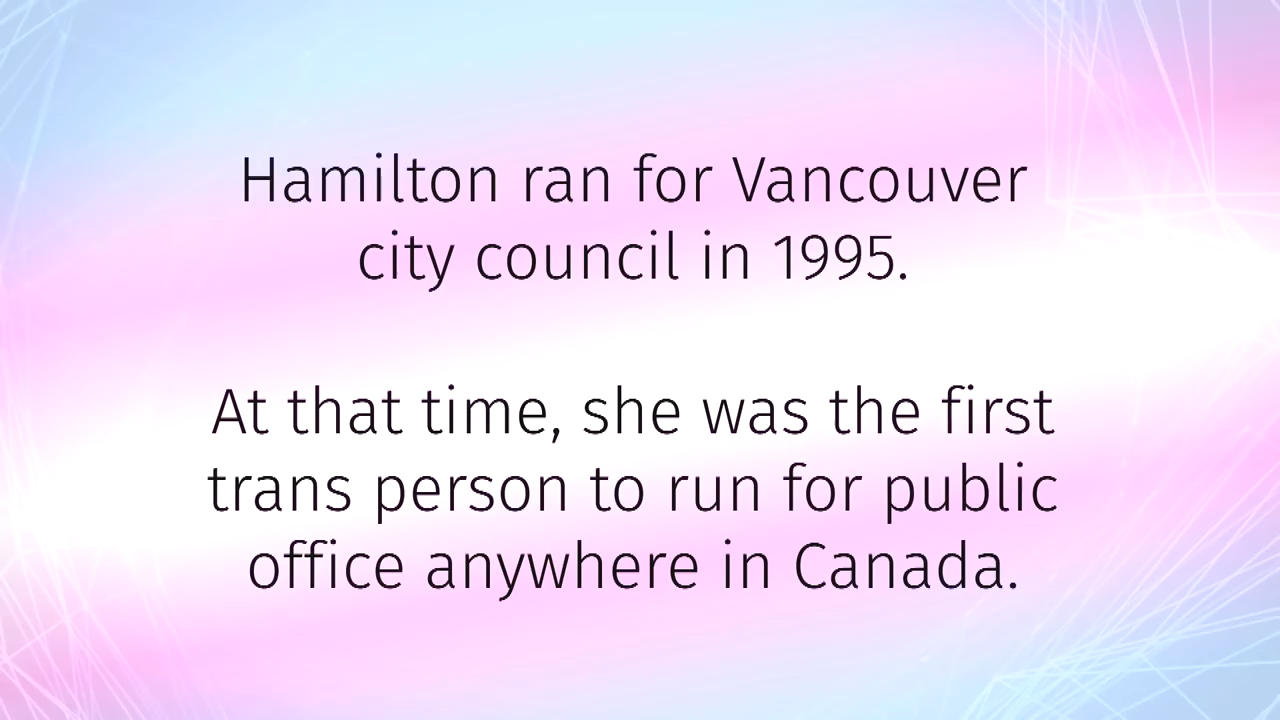 Hamilton ran for Vancouver
city council in 1995.
At that time, she was the first
trans person to run for public
office anywhere in Canada.